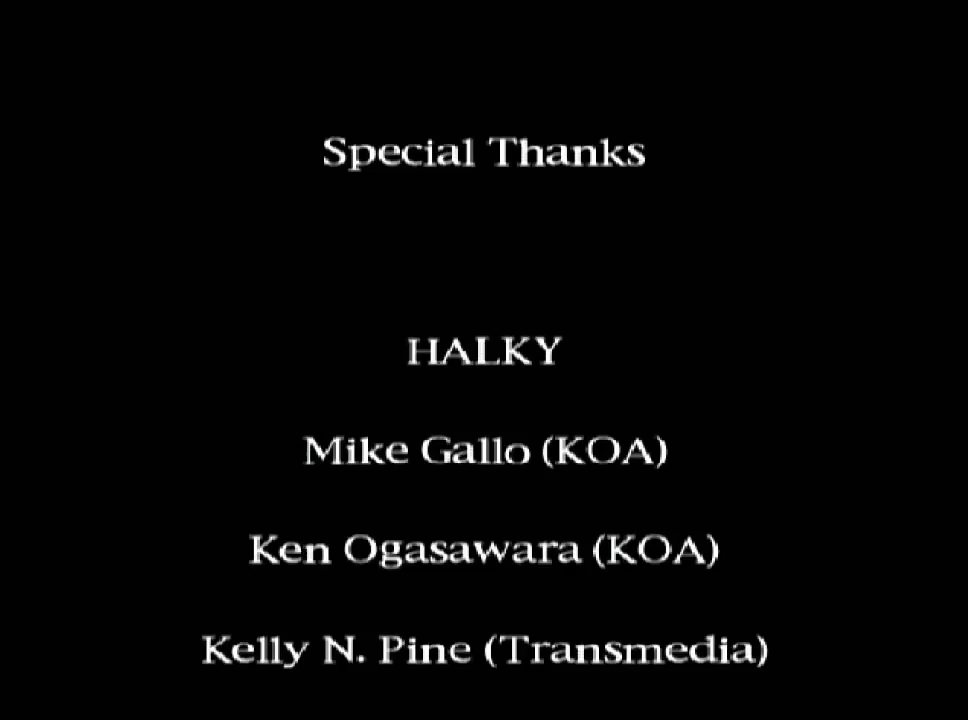 Special Thanks
HALKY
Mike Gallo (KOA)
Ken Ogasawara (KOA)
Kelly N. Pine (Transmedia)